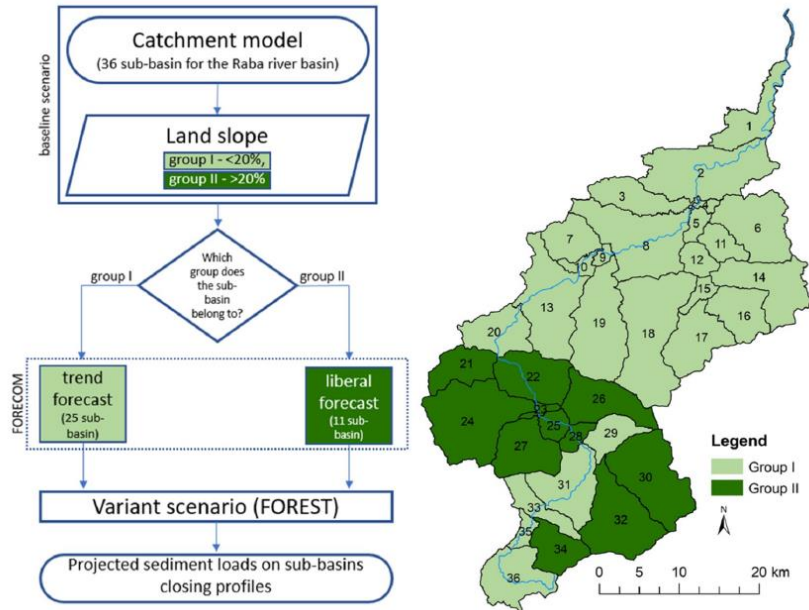 baseline scenario
Catchment model
(36 sub-basin for the Raba river basin)
Land slope
group I - <20%,
group II - >20%
Which
group does
the sub-
basin
belong to?
group I
group II
FORECOM
trend
forecast
(25 sub-
basin)
liberal
forecast
(11 sub-
basin)
Variant scenario (FOREST)
Projected sediment loads on sub-basins
closing profiles
1
2
3
4
5
6
7
8
9
10
11
12
13
14
15
16
17
18
19
20
21
22
23
24
25
26
27
28
29
30
31
32
33
34
35
36
Legend
Group I
Group II
N
0 5 10 20 km